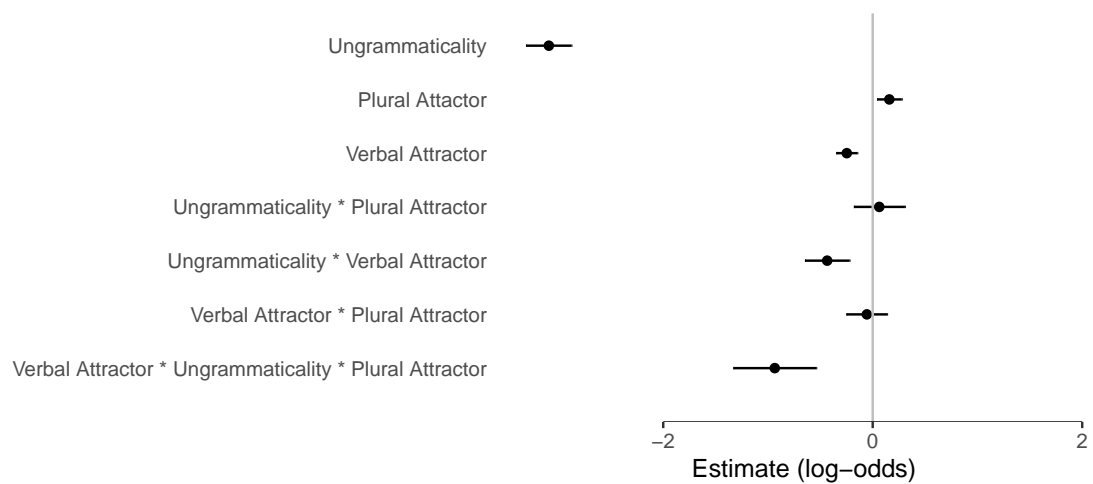 Ungrammaticality
Plural Attactor
Verbal Attractor
Ungrammaticality * Plural Attractor
Ungrammaticality * Verbal Attractor
Verbal Attractor * Plural Attractor
Verbal Attractor * Ungrammaticality * Plural Attractor
−2 0 2
Estimate (log−odds)